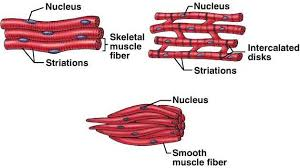 Nucleus
Skeletal
muscle
fiber
Striations
Nucleus
Intercalated
disks
Striations
Nucleus
Smooth
muscle fiber